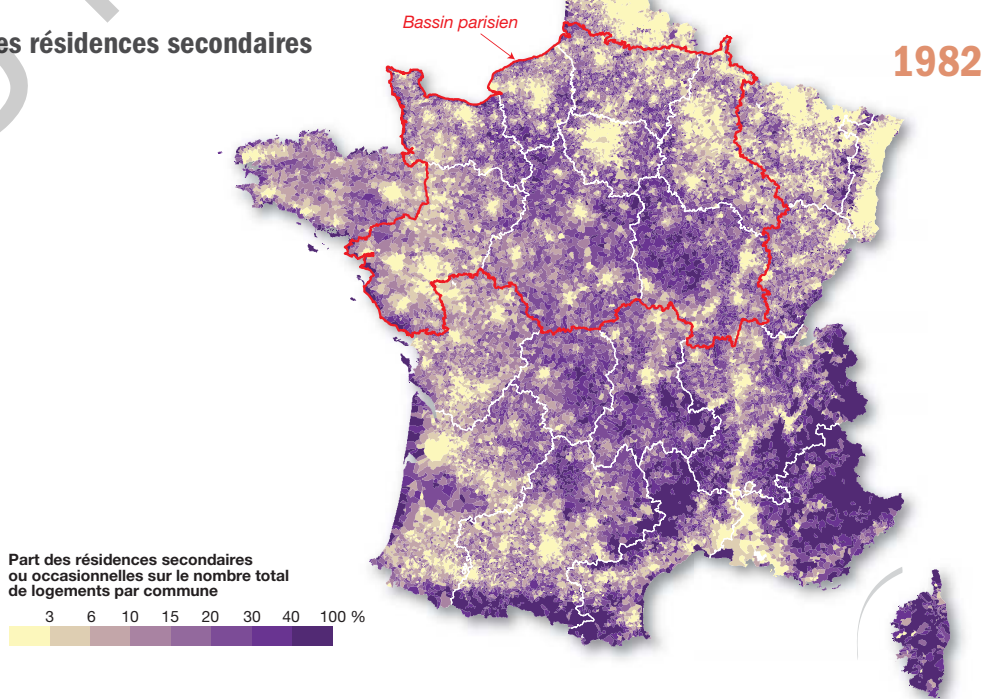 Bassin parisien
es résidences secondaires
1982
Part des résidences secondaires
ou occasionnelles sur le nombre total
de logements par commune
3 6 10 15 20 30 40 100 %